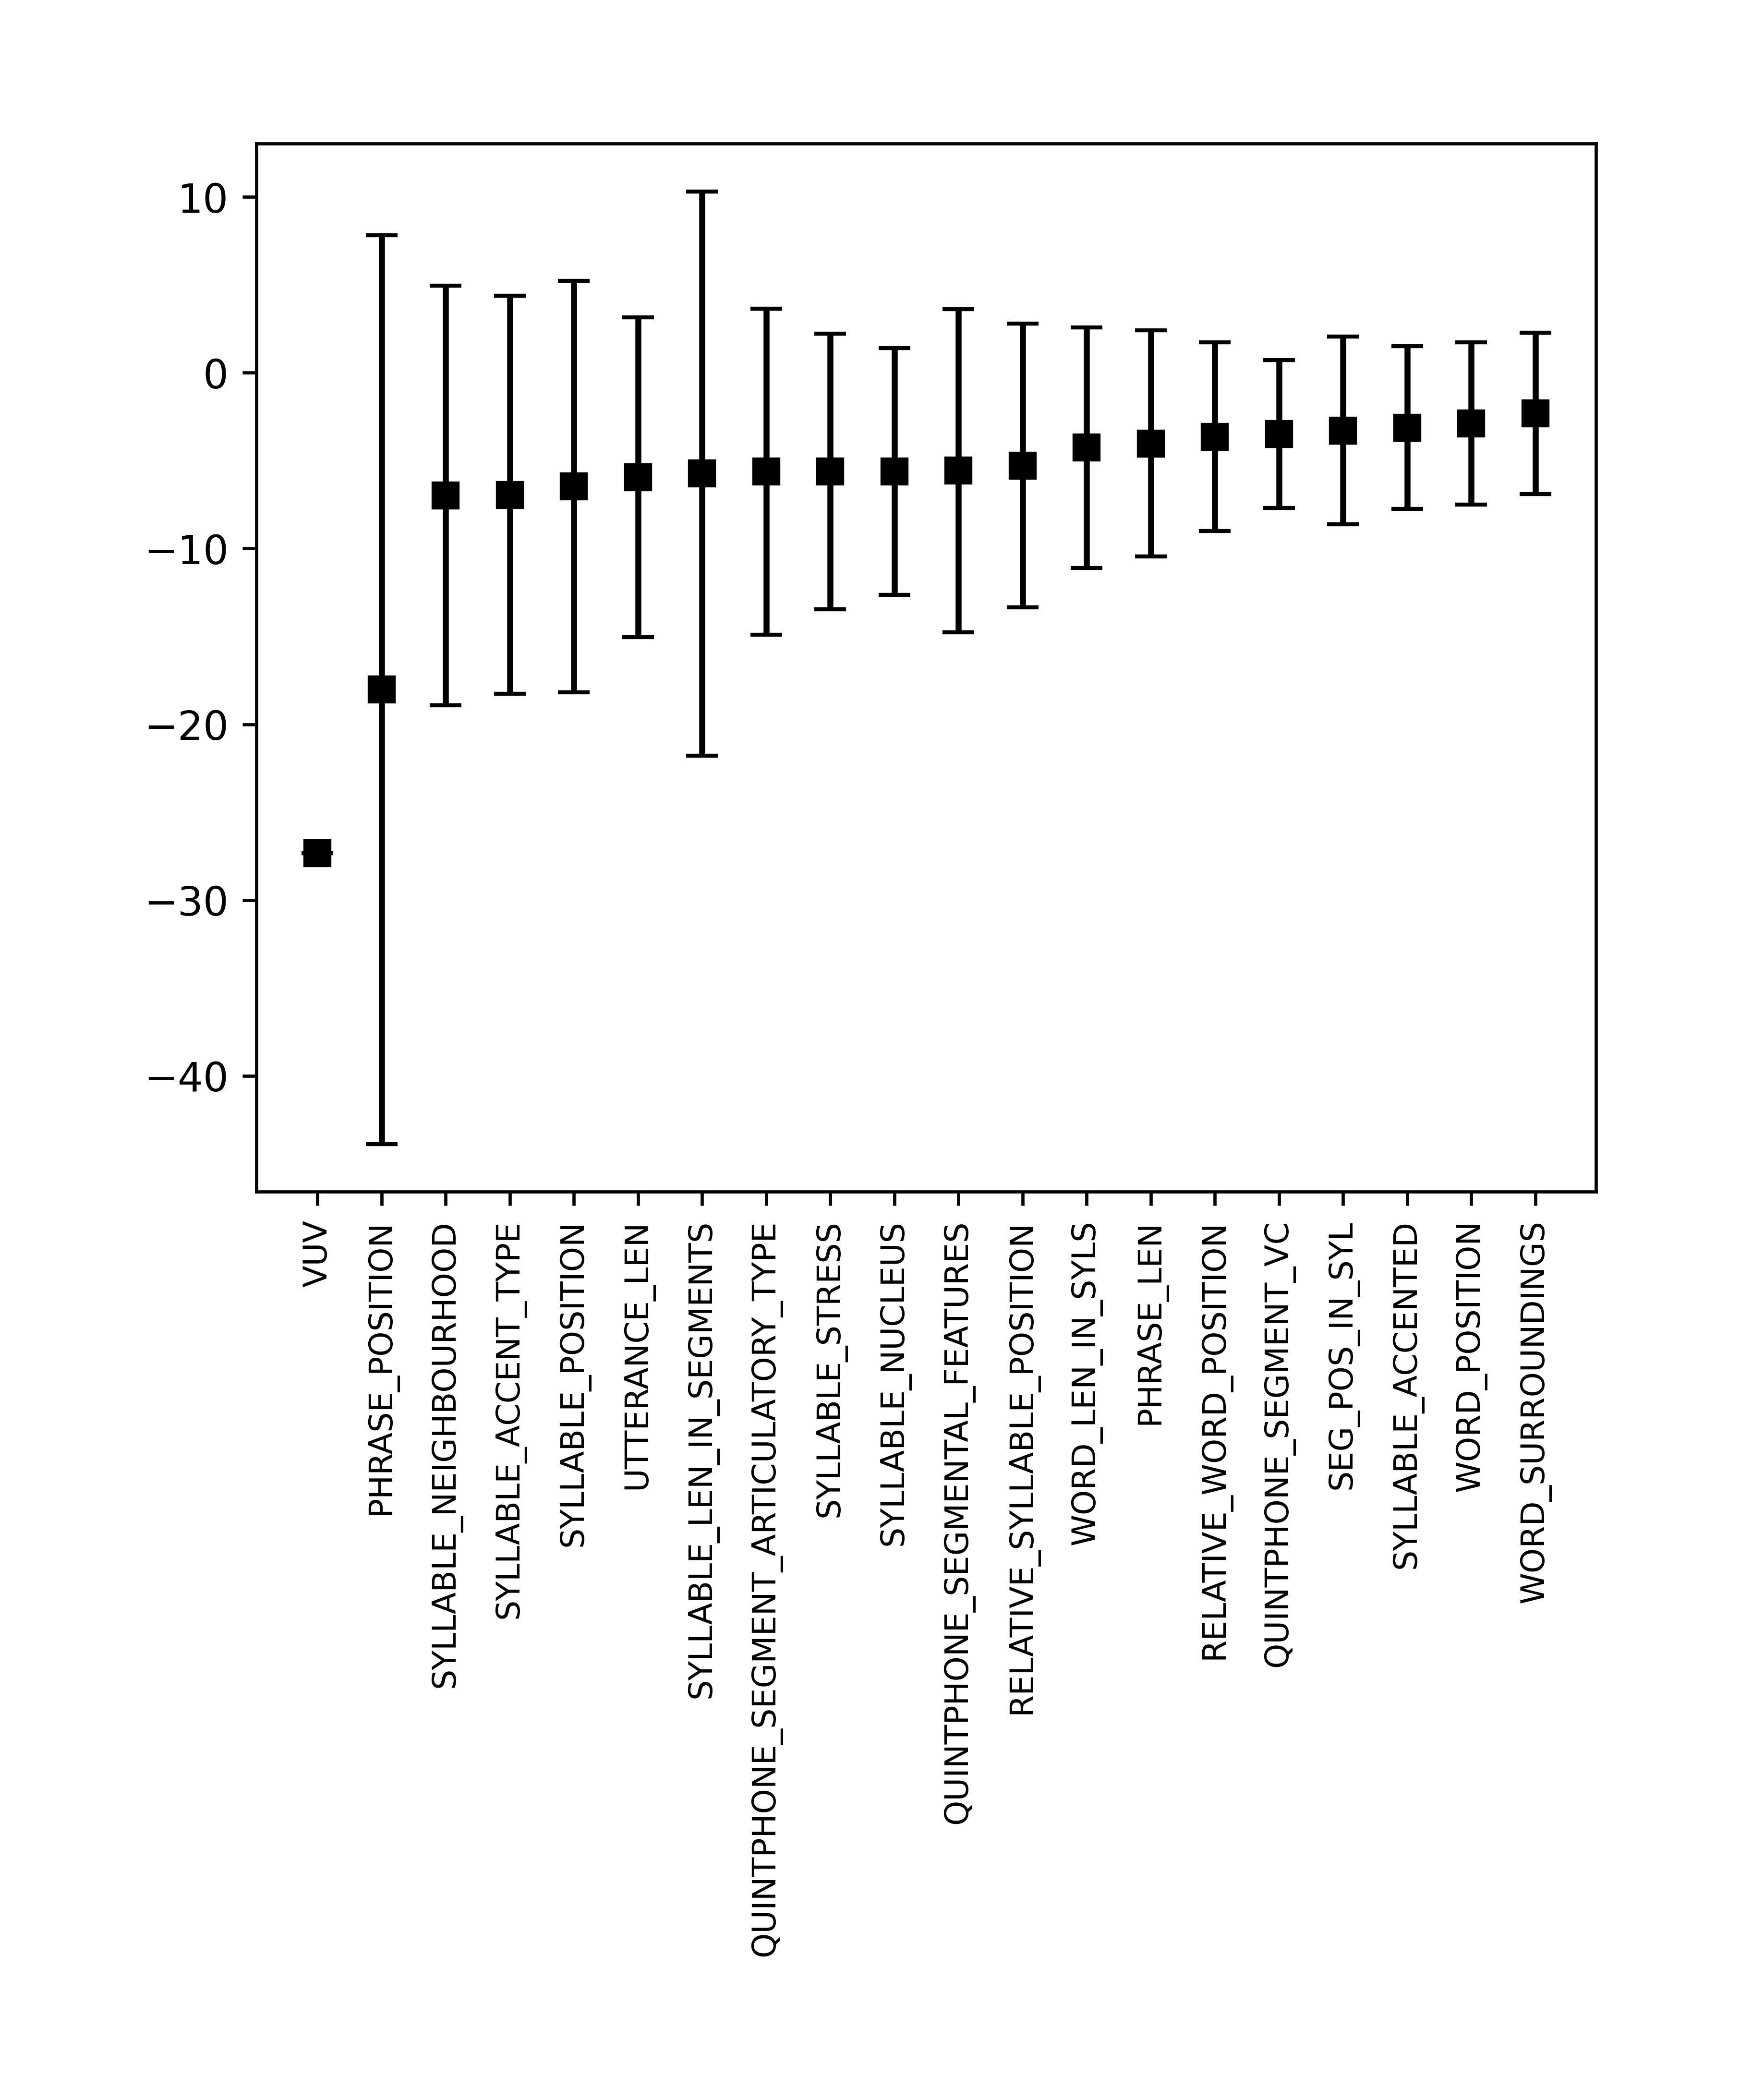 10
0
−10
−20
−30
−40
VUV
PHRASE_POSITION
SYLLABLE_NEIGHBOURHOOD
SYLLABLE_ACCENT_TYPE
SYLLABLE_POSITION
UTTERANCE_LEN
SYLLABLE_LEN_IN_SEGMENTS
QUINTPHONE_SEGMENT_ARTICULATORY_TYPE
SYLLABLE_STRESS
SYLLABLE_NUCLEUS
QUINTPHONE_SEGMENTAL_FEATURES
RELATIVE_SYLLABLE_POSITION
WORD_LEN_IN_SYLS
PHRASE_LEN
RELATIVE_WORD_POSITION
QUINTPHONE_SEGMENT_VC
SEG_POS_IN_SYL
SYLLABLE_ACCENTED
WORD_POSITION
WORD_SURROUNDINGS